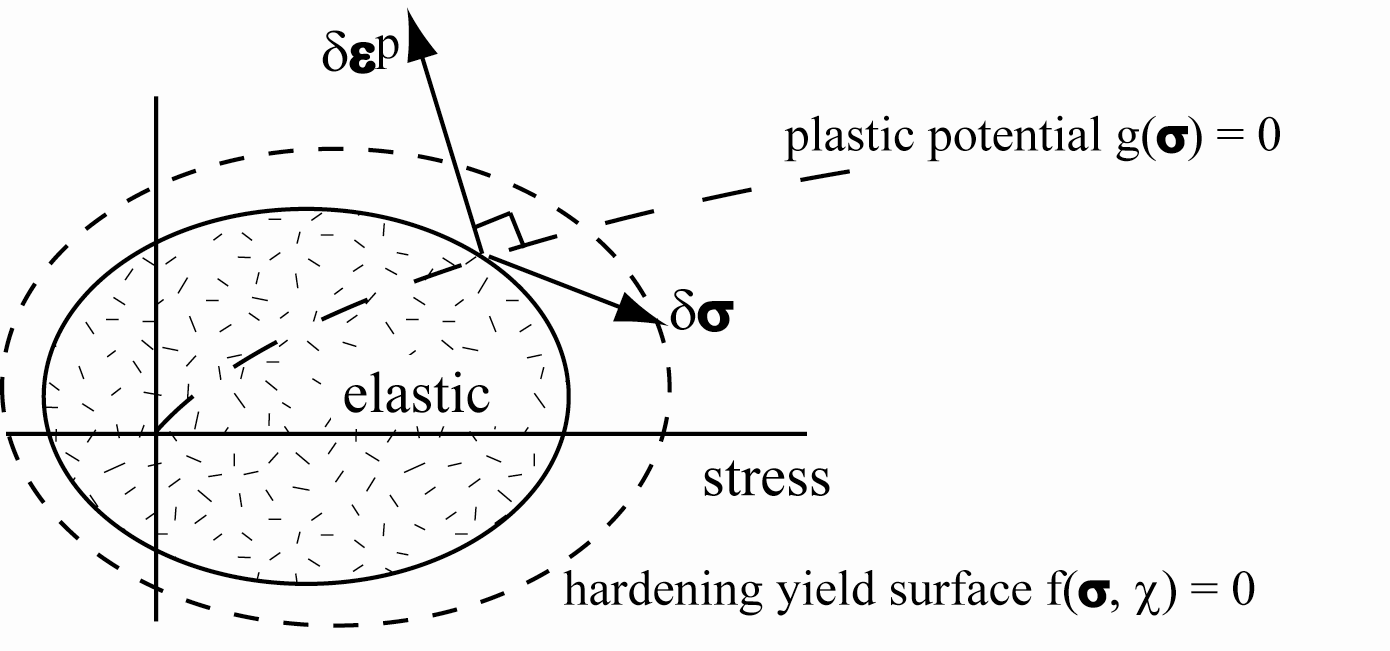 δεᵖ
plastic potential g(σ) = 0
δσ
elastic
stress
hardening yield surface f(σ, χ) = 0